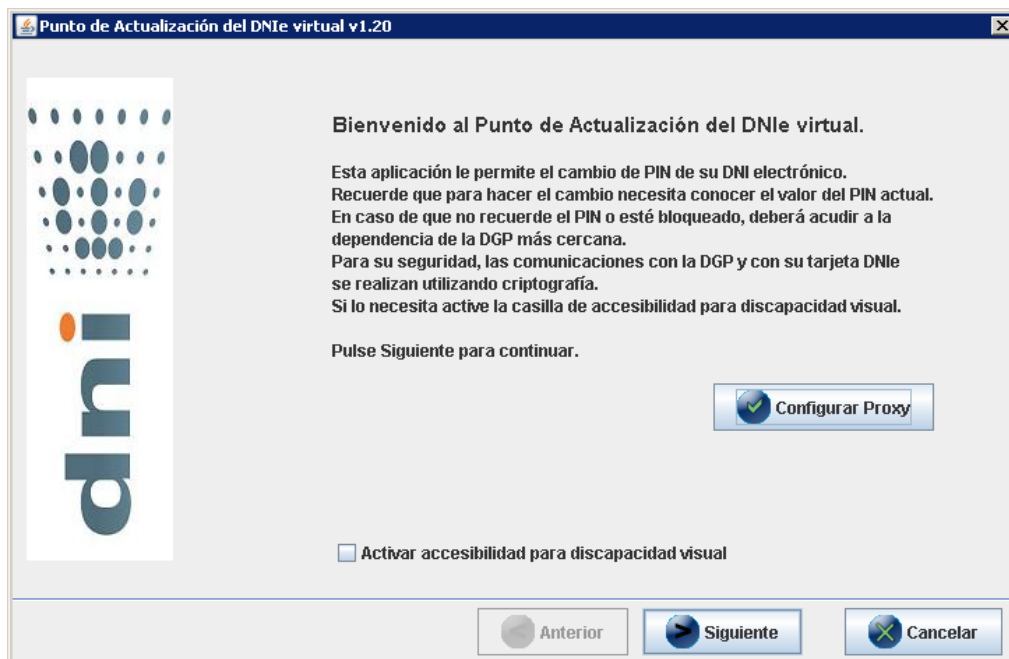 Punto de Actualización del DNIe virtual v1.20
dni
Bienvenido al Punto de Actualización del DNIe virtual.
Esta aplicación le permite el cambio de PIN de su DNI electrónico.
Recuerde que para hacer el cambio necesita conocer el valor del PIN actual.
En caso de que no recuerde el PIN o esté bloqueado, deberá acudir a la
dependencia de la DGP más cercana.
Para su seguridad, las comunicaciones con la DGP y con su tarjeta DNIe
se realizan utilizando criptografía.
Si lo necesita active la casilla de accesibilidad para discapacidad visual.
Pulse Siguiente para continuar.
Configurar Proxy
Activar accesibilidad para discapacidad visual
Anterior
Siguiente
Cancelar